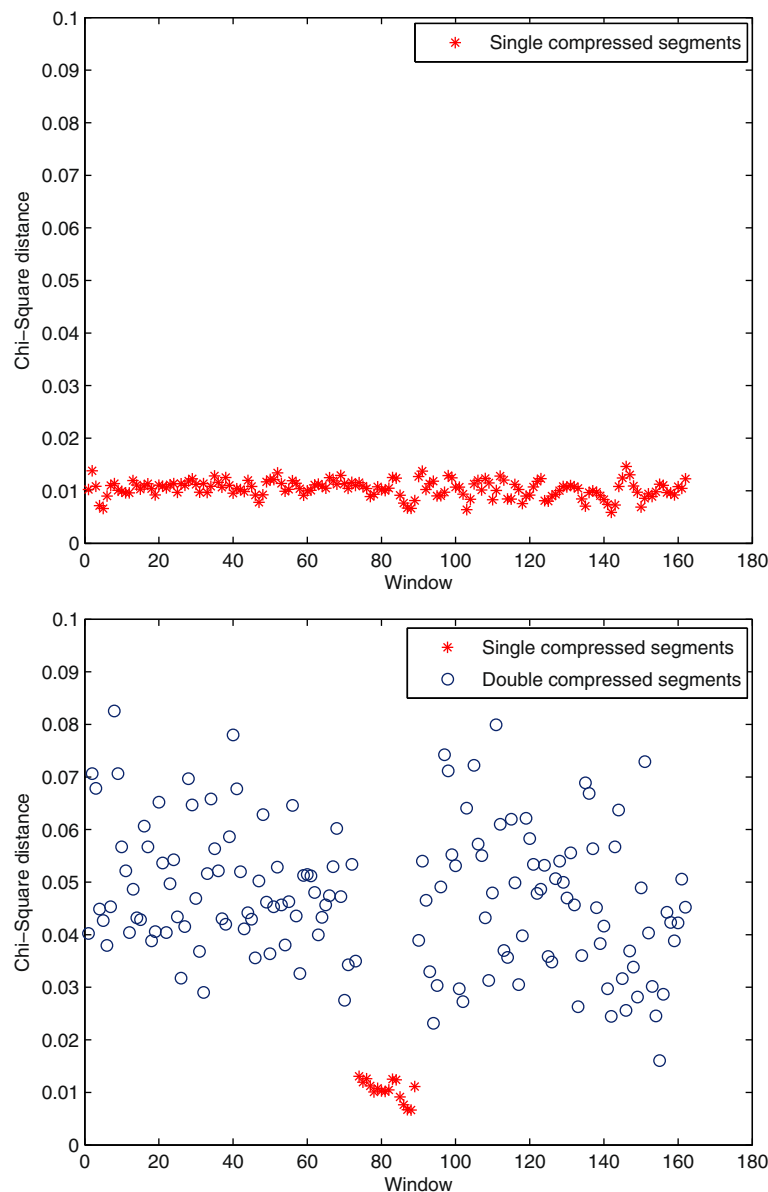 0.1
Single compressed segments
0.09
0.08
0.07
0.06
Chi−Square distance
0.05
0.04
0.03
0.02
0.01
0
0 20 40 60 80 100 120 140 160 180
Window
0.1
Single compressed segments
Double compressed segments
0.09
0.08
0.07
0.06
Chi−Square distance
0.05
0.04
0.03
0.02
0.01
0
0 20 40 60 80 100 120 140 160 180
Window